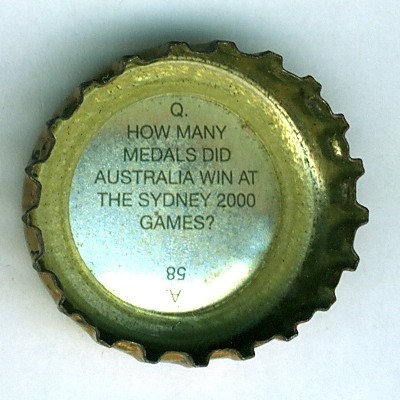 Q.
HOW MANY
MEDALS DID
AUSTRALIA WIN AT
THE SYDNEY 2000
GAMES?
A.
58